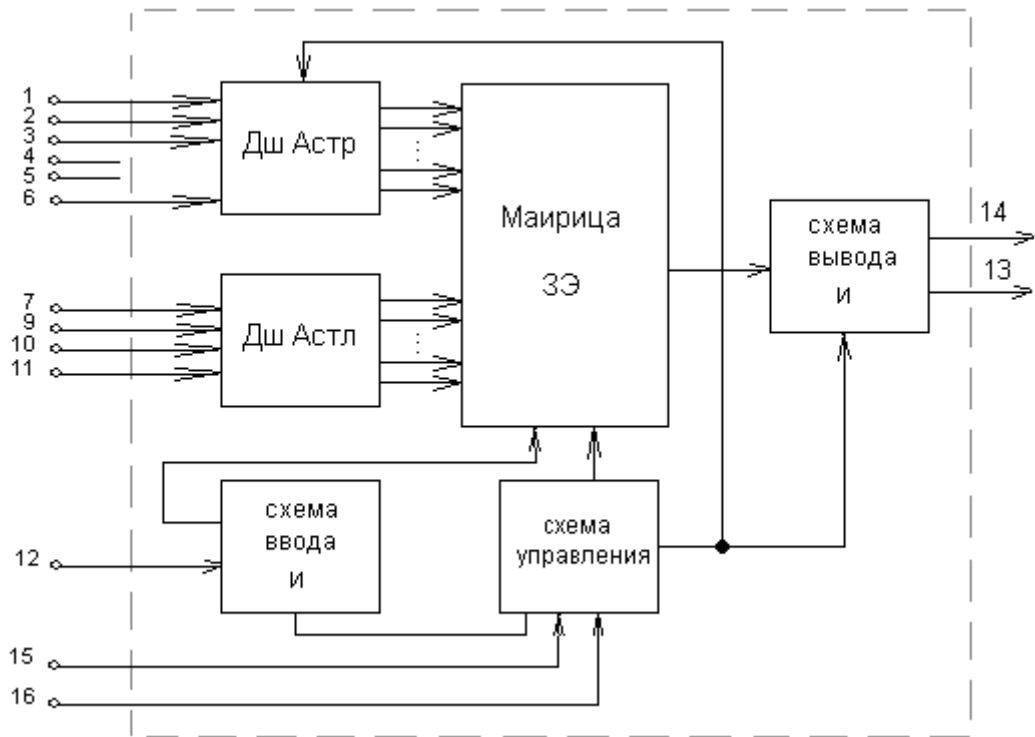 1
2
3
4
5
6
Дш Астр
Маирица
ЗЭ
схема
вывода
и
14
13
7
9
10
11
Дш Астл
12
схема
ввода
и
схема
управления
15
16